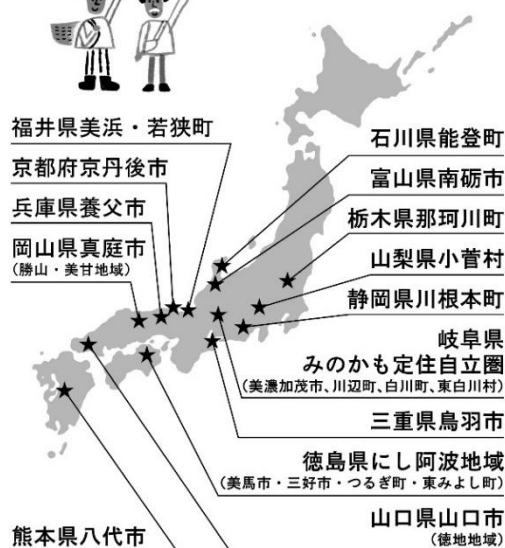 福井県美浜・若狭町
京都府京丹後市
兵庫県養父市
岡山県真庭市
（勝山・美甘地域）
石川県能登町
富山県南砺市
栃木県那珂川町
山梨県小菅村
静岡県川根本町
岐阜県
みのかも定住自立圏
（美濃加茂市、川辺町、白川町、東白川村）
三重県鳥羽市
徳島県にし阿波地域
（美馬市・三好市・つるぎ町・東みよし町）
山口県山口市
（徳地地域）
熊本県八代市